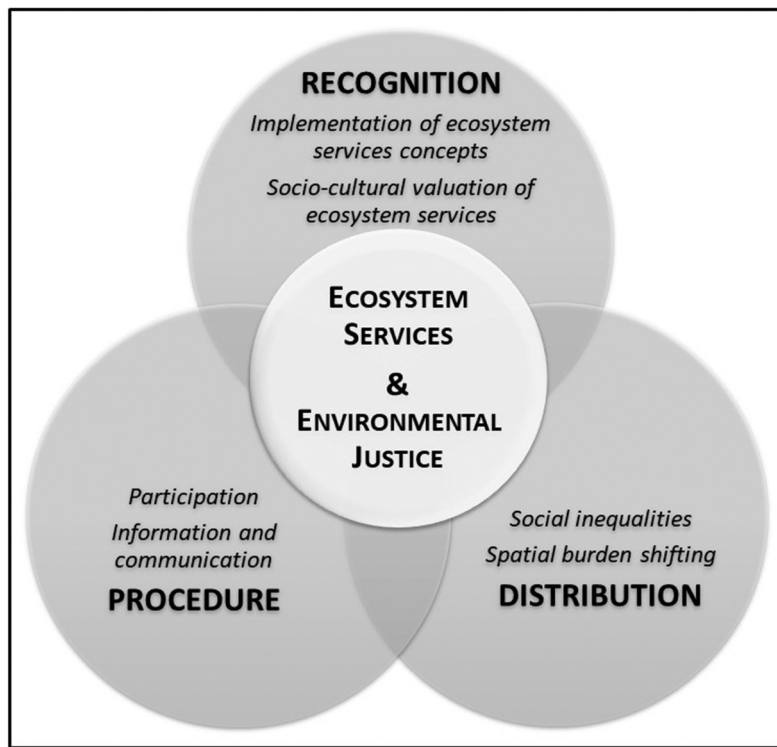 RECOGNITION
Implementation of ecosystem
services concepts
Socio-cultural valuation of
ecosystem services
ECOSYSTEM
SERVICES
&
ENVIRONMENTAL
JUSTICE
Participation
Information and
communication
PROCEDURE
Social inequalities
Spatial burden shifting
DISTRIBUTION